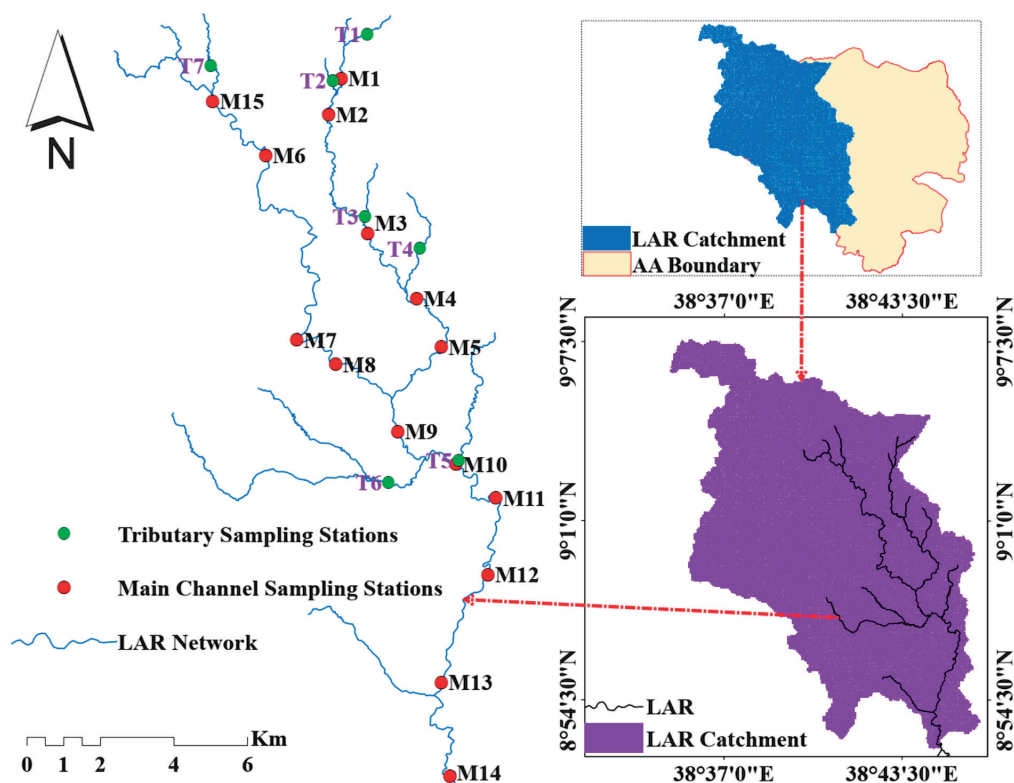 T1
T7
T2
M1
M15
M2
M6
T3
M3
T4
M4
M7
M5
M8
M9
T5
M10
T6
M11
M12
M13
M14
N
Tributary Sampling Stations
Main Channel Sampling Stations
LAR Network
Km
0 1 2 4 6
LAR Catchment
AA Boundary
38°37'0"E 38°43'30"E
9°7'30"N 9°7'30"N
9°1'0"N 9°1'0"N
8°54'30"N 8°54'30"N
LAR
LAR Catchment
38°37'0"E 38°43'30"E